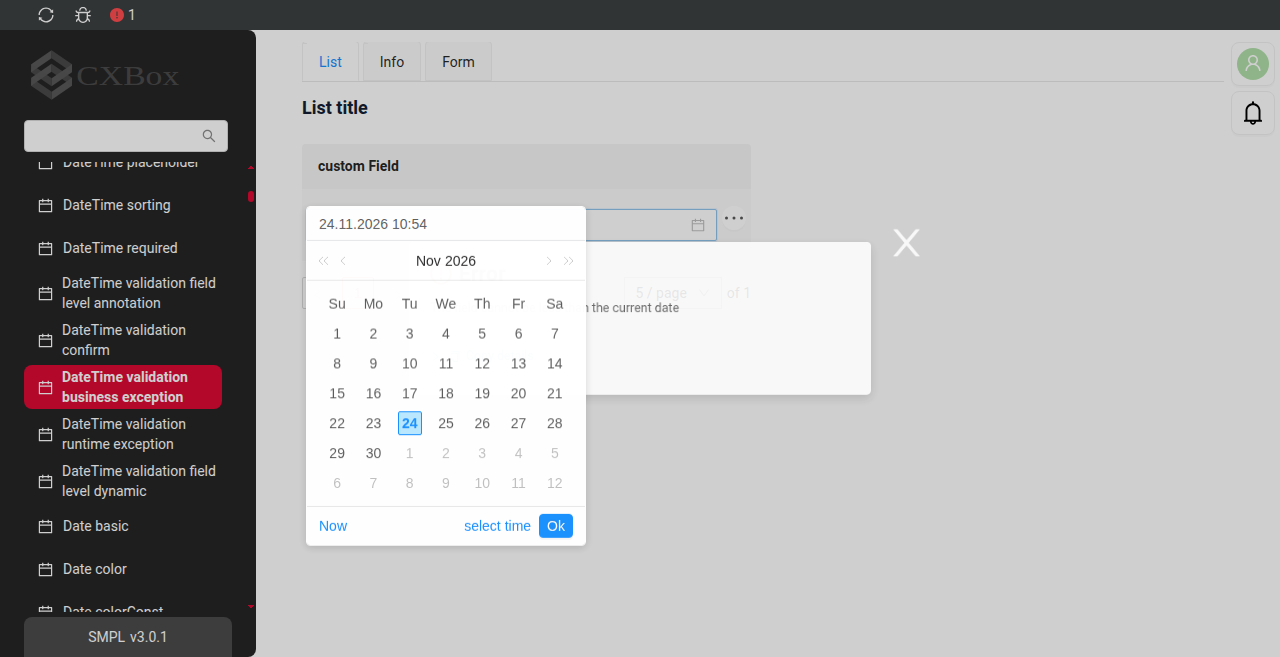 1
CXBox
DateTime placeholder
DateTime sorting
DateTime required
DateTime validation field
level annotation
DateTime validation
confirm
DateTime validation
business exception
DateTime validation
runtime exception
DateTime validation field
level dynamic
Date basic
Date color
Date colorConst
SMPL v3.0.1
List
Info
Form
List title
custom Field
24.11.2026 10:54
Nov 2026
Su Mo Tu We Th Fr Sa
1 2 3 4 5 6 7
8 9 10 11 12 13 14
15 16 17 18 19 20 21
22 23 24 25 26 27 28
29 30 1 2 3 4 5
6 7 8 9 10 11 12
Now
select time
Ok
5 / page
of 1
the current date
X